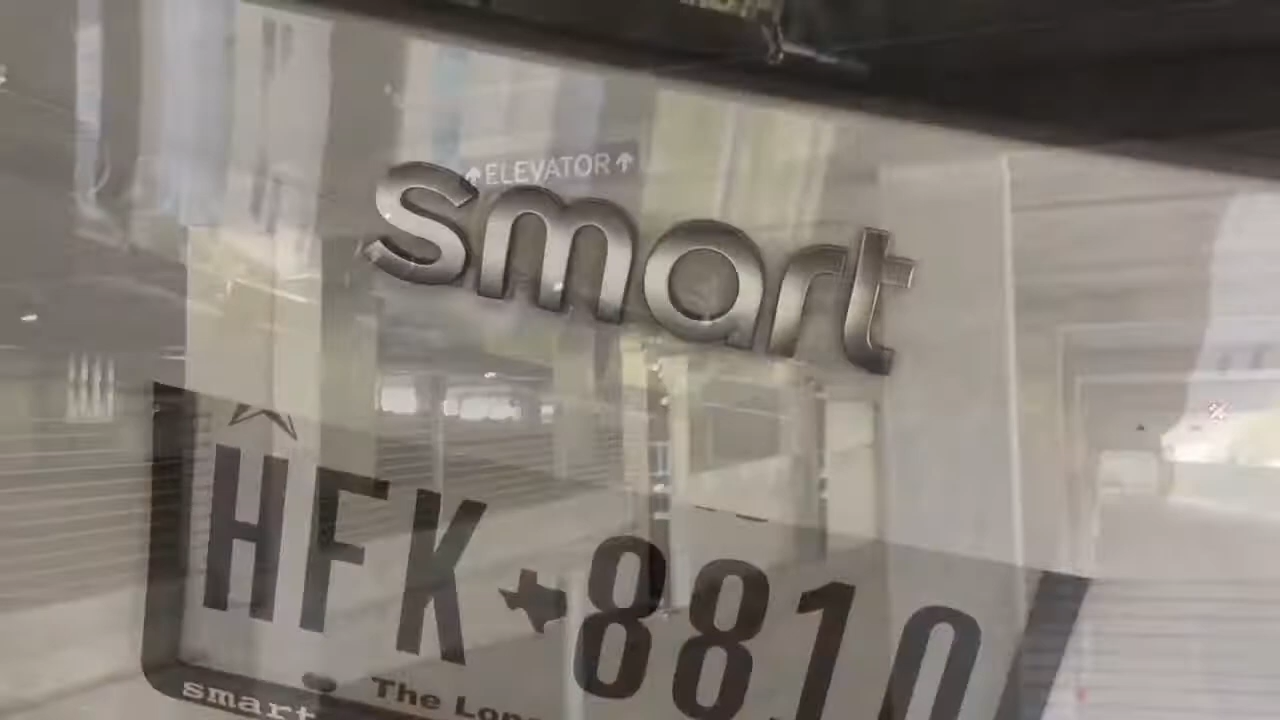 ↑ELEVATOR↑
smart
HFK 8810
The Lon
smart